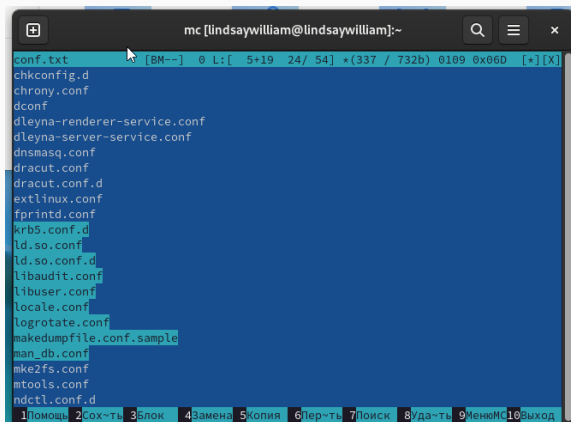 mc [lindsaywilliam@lindsaywilliam]:~
conf.txt [BM--] 0 L:[ 5+19 24/ 54] *(337 / 732b) 0109 0x06D [*][X]
chkconfig.d
chrony.conf
dconf
dleyna-renderer-service.conf
dleyna-server-service.conf
dnsmasq.conf
dracut.conf
dracut.conf.d
extlinux.conf
fprintd.conf
krb5.conf.d
ld.so.conf
ld.so.conf.d
libaudit.conf
libuser.conf
locale.conf
logrotate.conf
makedumpfile.conf.sample
man_db.conf
mke2fs.conf
mtools.conf
ndctl.conf.d
1Помощь 2Сох~ть 3Блок 4Замена 5Копия 6Пер~ть 7Поиск 8Уда~ть 9МенюMC 10Выход